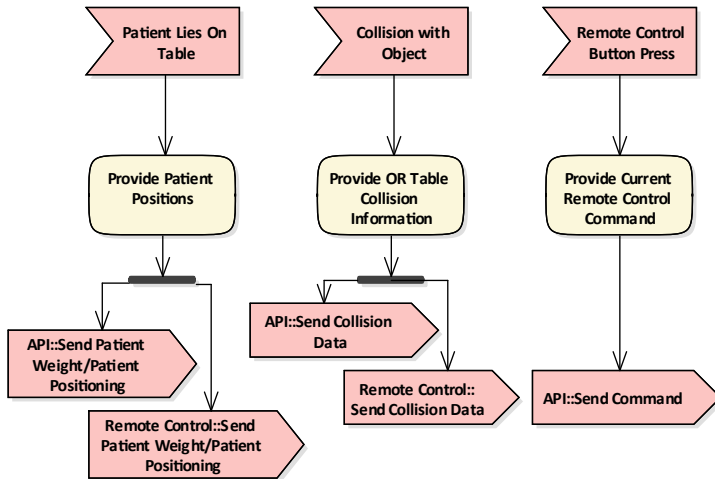 Patient Lies On
Table
Collision with
Object
Remote Control
Button Press
Provide Patient
Positions
Provide OR Table
Collision
Information
Provide Current
Remote Control
Command
API::Send Patient
Weight/Patient
Positioning
API::Send Collision
Data
Remote Control::
Send Collision Data
API::Send Command
Remote Control::Send
Patient Weight/Patient
Positioning